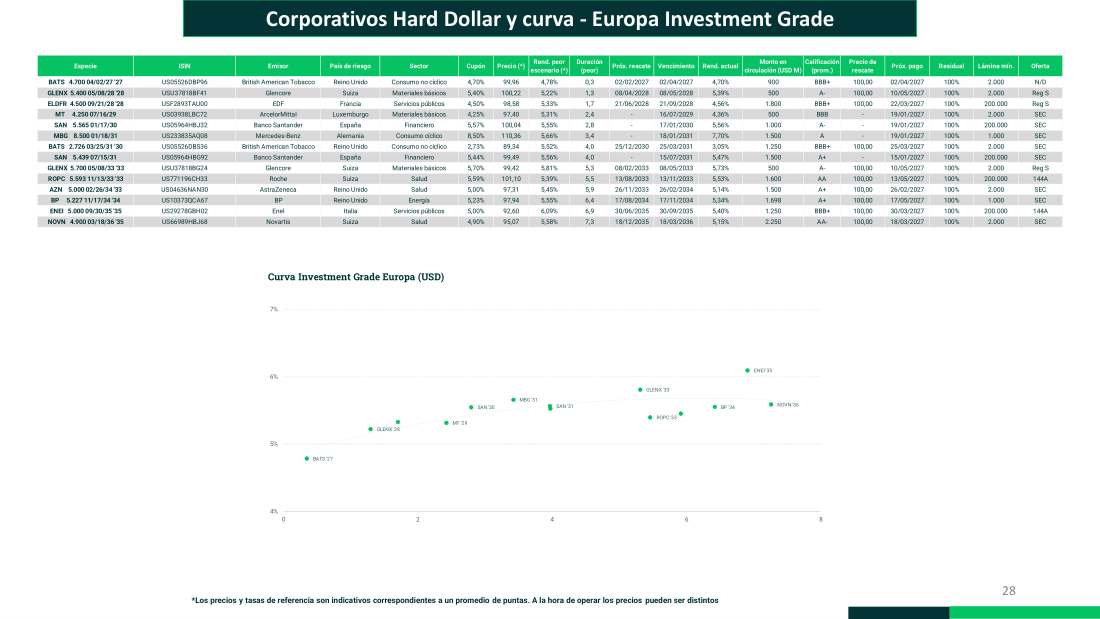 Corporativos Hard Dollar y curva - Europa Investment Grade
Especie ISIN Emisor País de riesgo Sector Cupón Precio (*) Rend. peor escenario (*) Duración (peor) Próx. rescate Vencimiento Rend. actual Monto en circulación (USD M) Calificación (prom.) Precio de rescate Próx. pago Residual Lámina mín. Oferta
BATS 4.700 04/02/27 '27 US05526DBP96 British American Tobacco Reino Unido Consumo no cíclico 4,70% 99,96 4,78% 0,3 02/02/2027 02/04/2027 4,70% 900 BBB+ 100,00 02/04/2027 100% 2.000 N/D
GLENX 5.400 05/08/28 '28 USU37818BF41 Glencore Suiza Materiales básicos 5,40% 100,22 5,22% 1,3 08/04/2028 08/05/2028 5,39% 500 A- 100,00 10/05/2027 100% 2.000 Reg S
ELDFR 4.500 09/21/28 '28 USF2893TAU00 EDF Francia Servicios públicos 4,50% 98,58 5,33% 1,7 21/06/2028 21/09/2028 4,56% 1.800 BBB 100,00 22/03/2027 100% 200.000 Reg S
MT 4.250 07/16/29 US03938LBC72 ArcelorMittal Luxemburgo Materiales básicos 4,25% 97,40 5,31% 2,4 - 16/07/2029 4,36% 500 BBB - 19/01/2027 100% 2.000 SEC
SAN 5.565 01/17/30 US05964HBJ32 Banco Santander España Financiero 5,57% 100,04 5,55% 2,8 - 17/01/2030 5,56% 1.000 A- - 19/01/2027 100% 200.000 SEC
MBG 8.500 01/18/31 US233835AQ08 Mercedes-Benz Alemania Consumo cíclico 8,50% 110,36 5,66% 3,4 - 18/01/2031 7,70% 1.500 A - 19/01/2027 100% 1.000 SEC
BATS 2.726 03/25/31 '30 US05526DBS36 British American Tobacco Reino Unido Consumo no cíclico 2,73% 89,34 5,52% 4,0 25/12/2030 25/03/2031 3,05% 1.250 BBB+ 100,00 25/03/2027 100% 2.000 SEC
SAN 5.439 07/15/31 US05964HBG92 Banco Santander España Financiero 5,44% 99,49 5,56% 4,0 - 15/07/2031 5,47% 1.500 A+ - 15/01/2027 100% 200.000 SEC
GLENX 5.700 05/08/33 '33 USU37818BG24 Glencore Suiza Materiales básicos 5,70% 99,42 5,81% 5,3 08/02/2033 08/05/2033 5,73% 500 A- 100,00 10/05/2027 100% 2.000 Reg S
ROPC 5.593 11/13/33 '33 US771196CH33 Roche Suiza Salud 5,59% 101,10 5,39% 5,5 13/08/2033 13/11/2033 5,53% 1.600 AA 100,00 13/05/2027 100% 200.000 144A
AZN 5.000 02/26/34 '33 US04636NAN30 AstraZeneca Reino Unido Salud 5,00% 97,31 5,45% 5,9 26/11/2033 26/02/2034 5,14% 1.500 A+ 100,00 26/02/2027 100% 2.000 SEC
BP 5.227 11/17/34 '34 US10373QCA67 BP Reino Unido Energía 5,23% 97,94 5,55% 6,4 17/08/2034 17/11/2034 5,34% 1.698 A+ 100,00 17/05/2027 100% 1.000 SEC
ENEI 5.000 09/30/35 '35 US29278GBH02 Enel Italia Servicios públicos 5,00% 92,60 6,09% 6,9 30/06/2035 30/09/2035 5,40% 1.250 BBB+ 100,00 30/03/2027 100% 200.000 144A
NOVN 4.900 03/18/36 '35 US66989HBJ68 Novartis Suiza Salud 4,90% 95,07 5,58% 7,3 18/12/2035 18/03/2036 5,15% 2.250 AA- 100,00 18/03/2027 100% 2.000 SEC
Curva Investment Grade Europa (USD)
7%
6%
5%
4%
ENEI'35
GLENX '33
MBG '31
SAN '30
SAN '31
BP '34
NOVN '36
ROPC '33
MT '29
GLENX '28
BATS '27
0 2 4 6 8
*Los precios y tasas de referencia son indicativos correspondientes a un promedio de puntas. A la hora de operar los precios pueden ser distintos
28